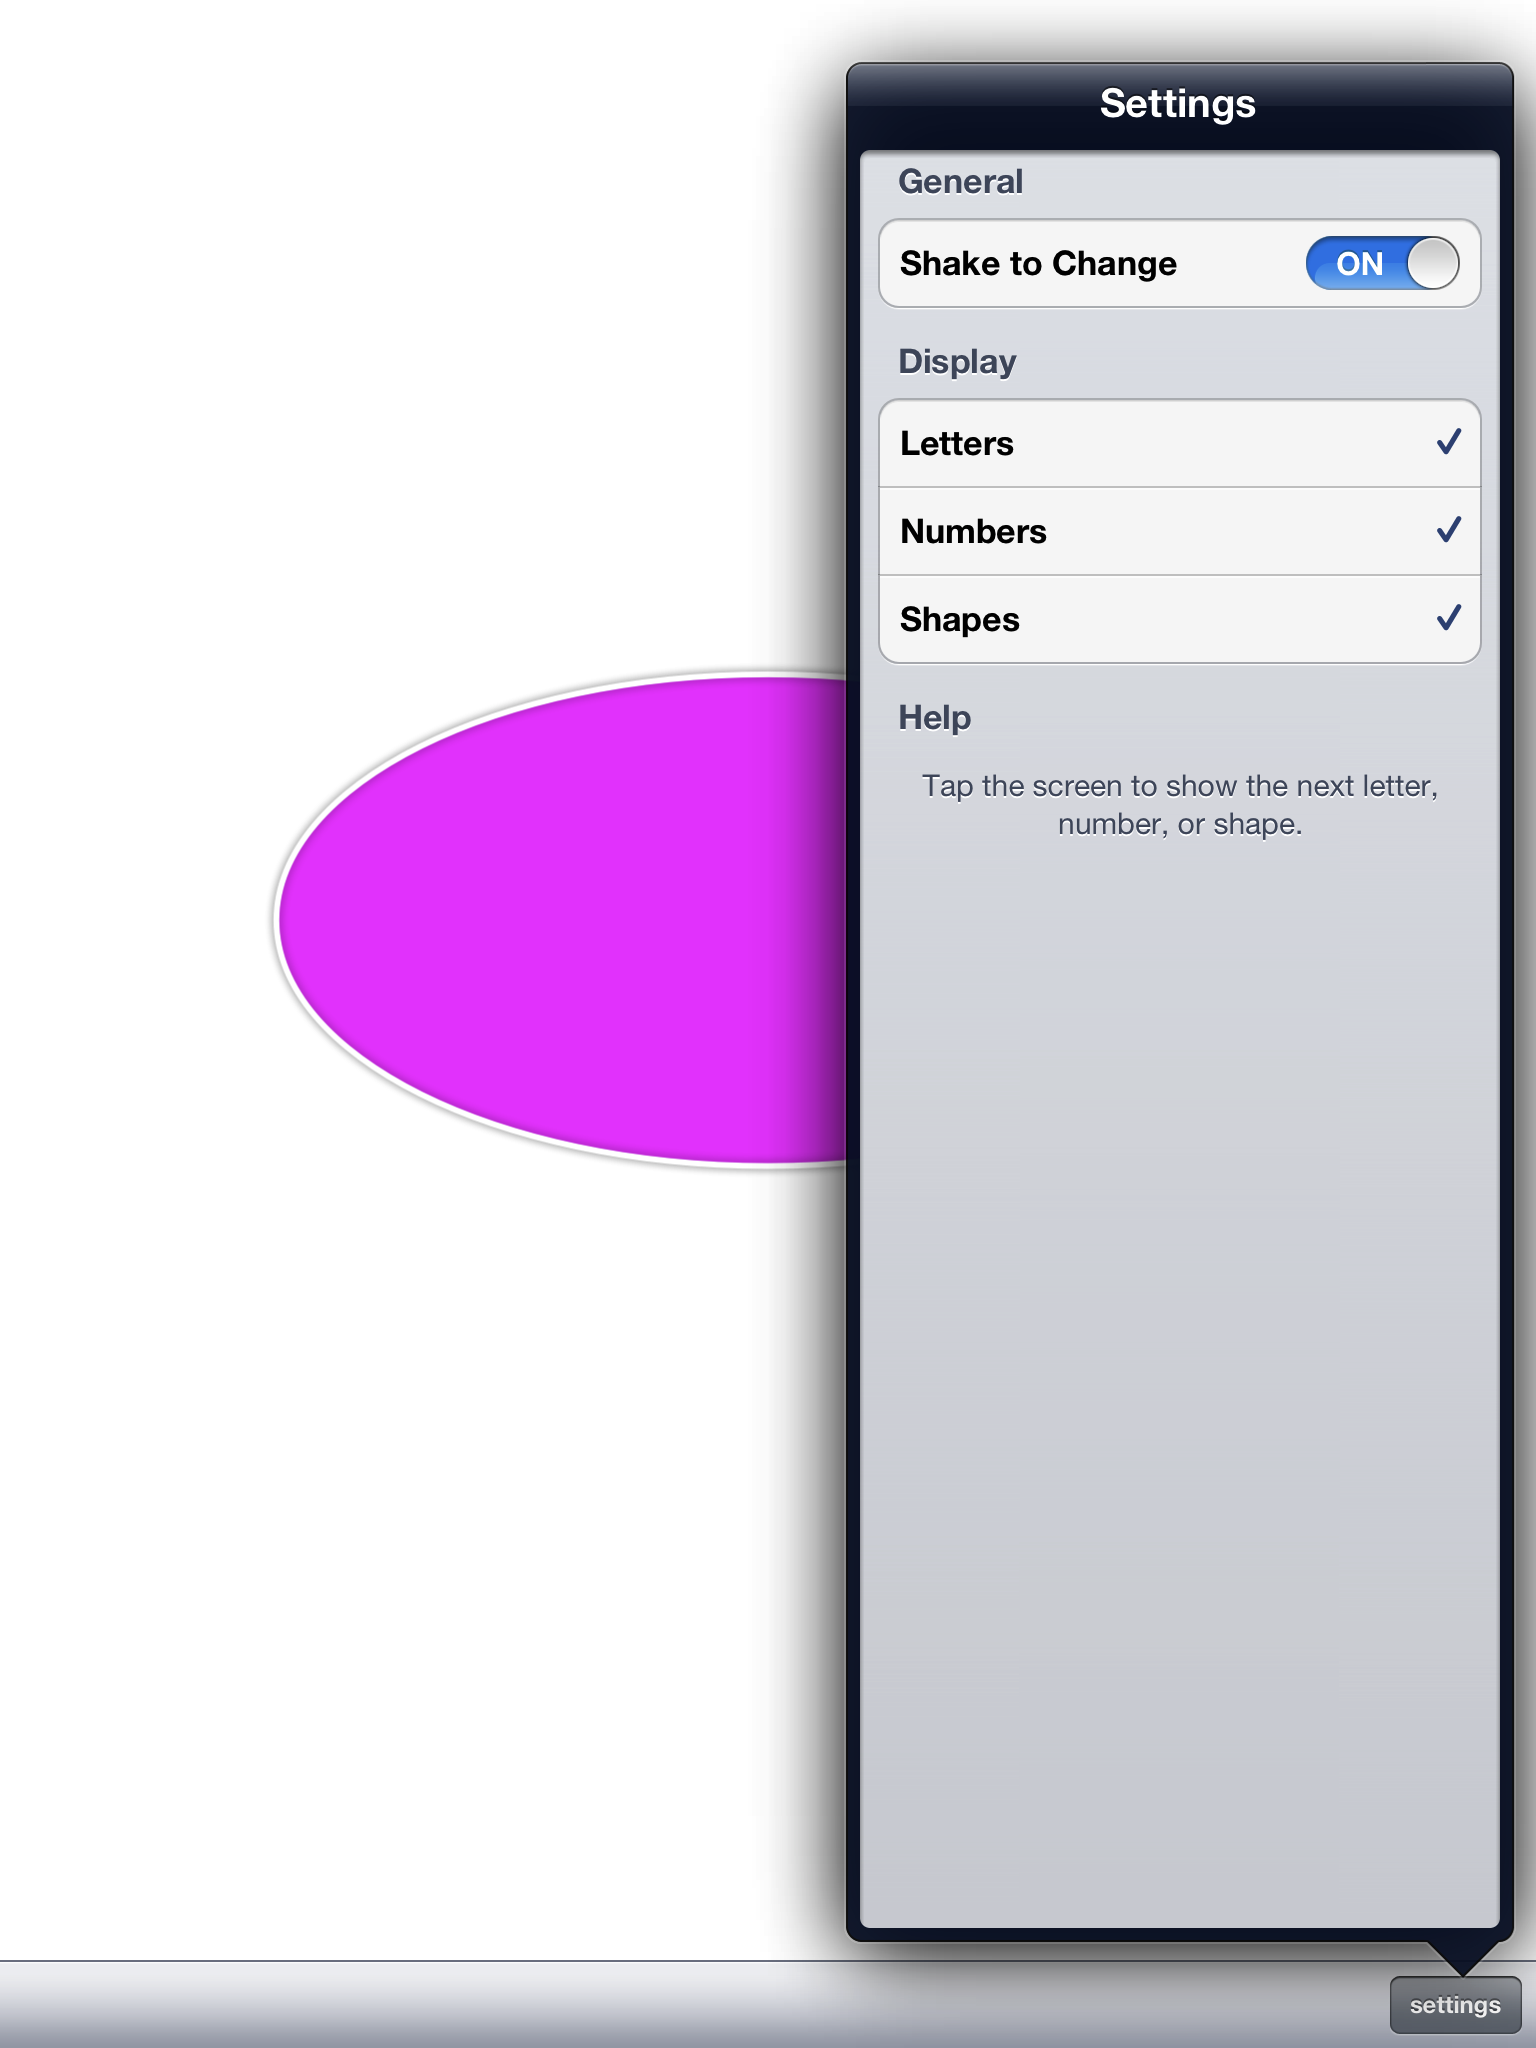 Settings
General
Shake to Change
ON
Display
Letters
Numbers
Shapes
Help
Tap the screen to show the next letter,
number, or shape.
settings